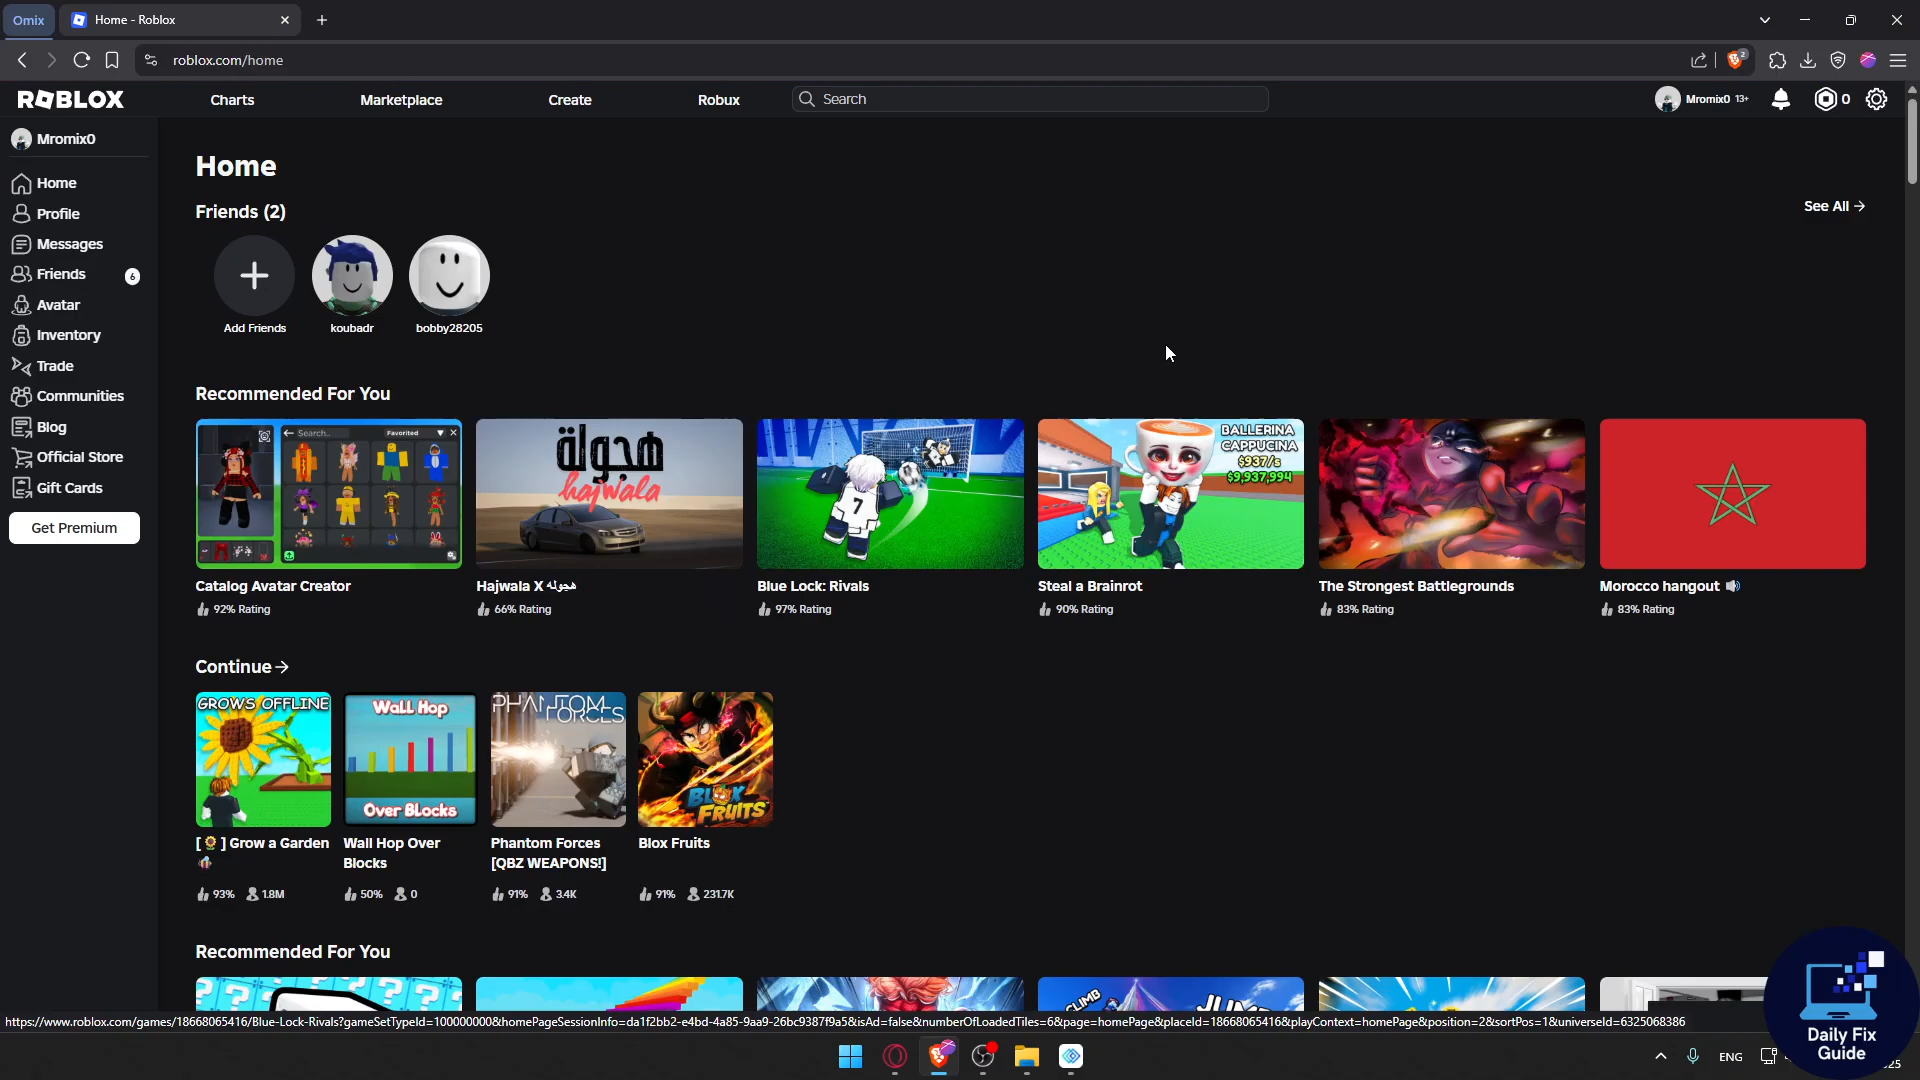 Omix
Home - Roblox
roblox.com/home
2
ROBLOX
Charts
Marketplace
Create
Robux
Search
Mromix0 13+
0
Mromix0
Home
Profile
Messages
Friends
6
Avatar
Inventory
Trade
Communities
Blog
Official Store
Gift Cards
Get Premium
Home
Friends (2)
See All →
Add Friends
koubadr
bobby28205
Recommended For You
Search...
Favorited
هجولة
hajwala
7
BALLERINA
CAPPUCINA
$937/s
$9,937,994
Catalog Avatar Creator
Hajwala X هجوله
Blue Lock: Rivals
Steal a Brainrot
The Strongest Battlegrounds
Morocco hangout 🔊
92% Rating
66% Rating
97% Rating
90% Rating
83% Rating
83% Rating
Continue →
GROWS OFFLINE
Wall Hop
Over Blocks
PHANTOM
FORCES
BLOX
FRUITS
[ 🌻 ] Grow a Garden
🐝
Wall Hop Over
Blocks
Phantom Forces
[QBZ WEAPONS!]
Blox Fruits
93% 1.8M
50% 0
91% 3.4K
91% 231.7K
Recommended For You
CLIMB
JUMP
https://www.roblox.com/games/18668065416/Blue-Lock-Rivals?gameSetTypeId=100000000&homePageSessionInfo=da1f2bb2-e4bd-4a85-9aa9-26bc9387f9a5&isAd=false&numberOfLoadedTiles=6&page=homePage&placeId=18668065416&playContext=homePage&position=2&sortPos=1&universeId=6325068386
ENG
Daily Fix
Guide